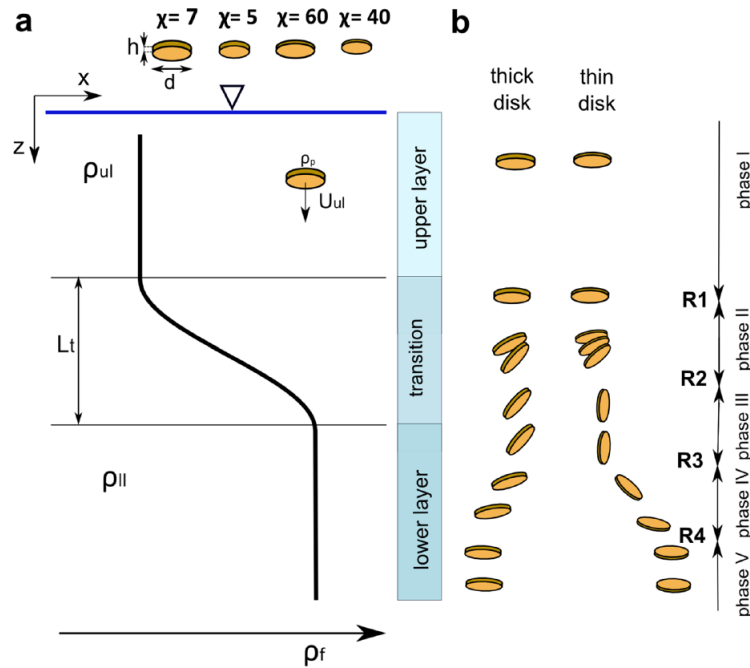 a
χ= 7 χ= 5 χ= 60 χ= 40
h
d
x
z
ρul
ρp
Uul
Lt
ρll
ρf
upper layer
transition
lower layer
b
thick disk
thin disk
R1
R2
R3
R4
phase I
phase II
phase III
phase IV
phase V